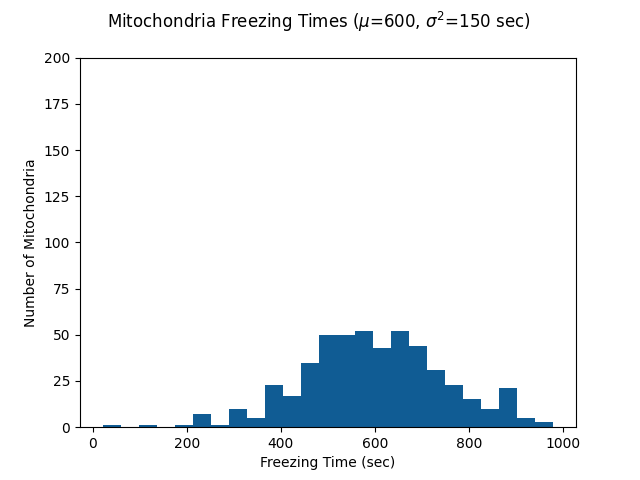 Mitochondria Freezing Times (μ=600, σ²=150 sec)
200
175
150
125
100
75
50
25
0
Number of Mitochondria
0 200 400 600 800 1000
Freezing Time (sec)